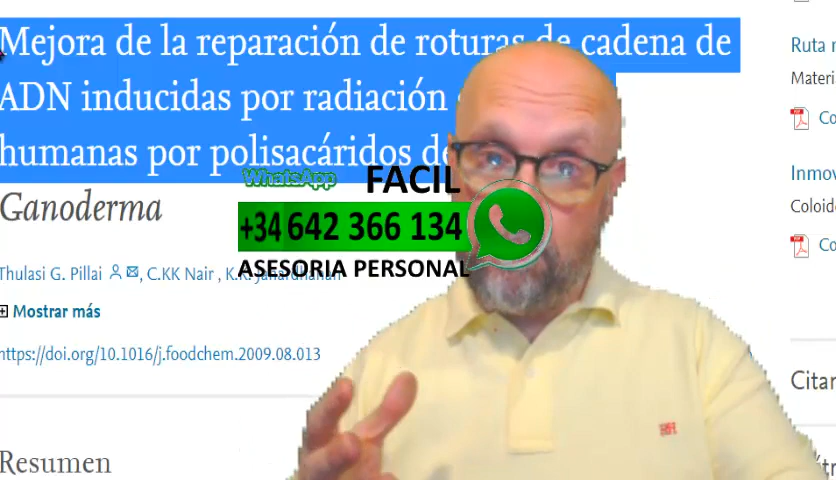 Mejora de la reparación de roturas de cadena de
ADN inducidas por radiación
humanas por polisacáridos de
WhatsApp FACIL
Ganoderma
+34 642 366 134
ASESORIA PERSONAL
Thulasi G. Pillai, C.KK Nair, K.K. Janardhanan
Mostrar más
https://doi.org/10.1016/j.foodchem.2009.08.013
Resumen
Ruta
Materi
Co
Inmov
Coloid
Co
Citar